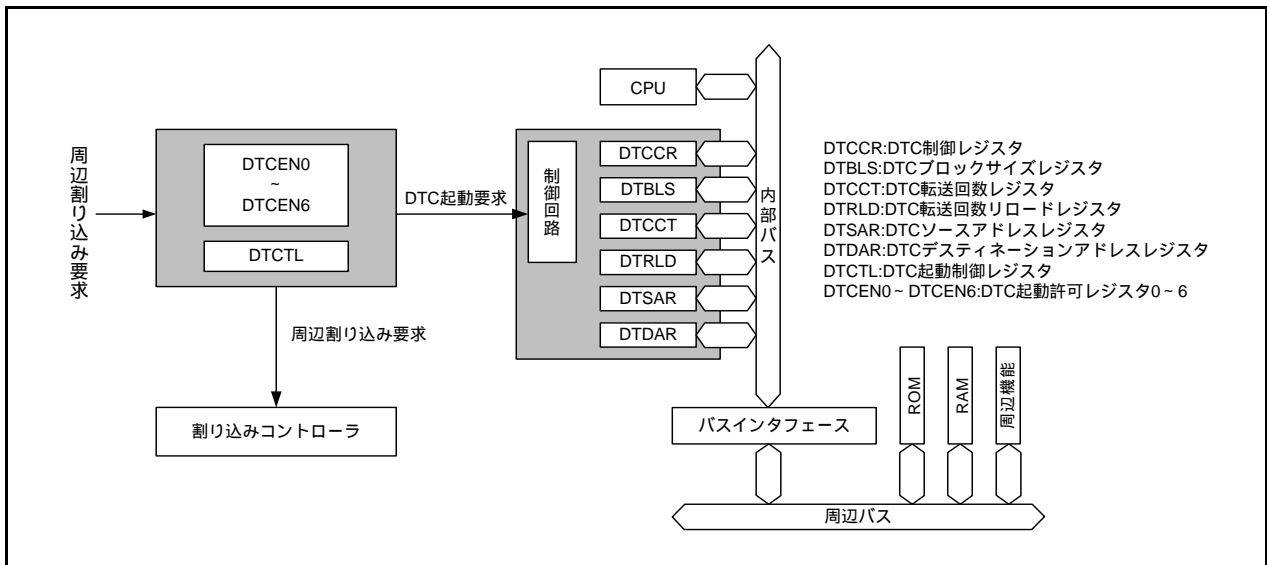 CPU
周辺割り込み要求
DTCEN0
~
DTCEN6
DTCTL
DTC起動要求
制御回路
DTCCR
DTBLS
DTCCT
DTRLD
DTSAR
DTDAR
内部バス
DTCCR:DTC制御レジスタ
DTBLS:DTCブロックサイズレジスタ
DTCCT:DTC転送回数レジスタ
DTRLD:DTC転送回数リロードレジスタ
DTSAR:DTCソースアドレスレジスタ
DTDAR:DTCデスティネーションアドレスレジスタ
DTCTL:DTC起動制御レジスタ
DTCEN0~DTCEN6:DTC起動許可レジスタ0~6
周辺割り込み要求
割り込みコントローラ
バスインタフェース
ROM
RAM
周辺機能
周辺バス